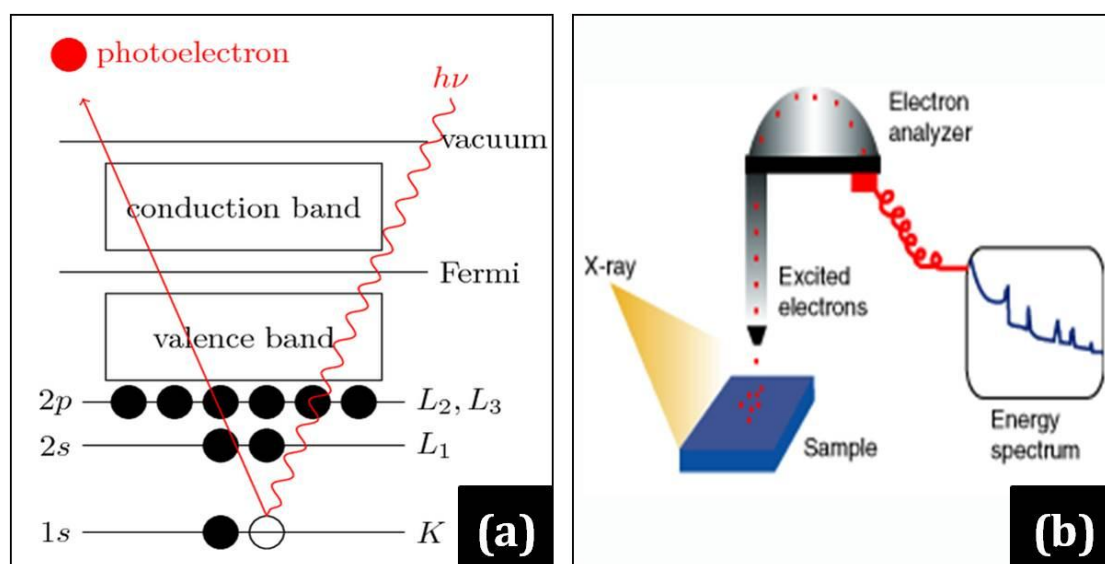 photoelectron
hν
vacuum
conduction band
Fermi
valence band
2p
L₂, L₃
2s
L₁
1s
K
(a)
Electron
analyzer
X-ray
Excited
electrons
Sample
Energy
spectrum
(b)